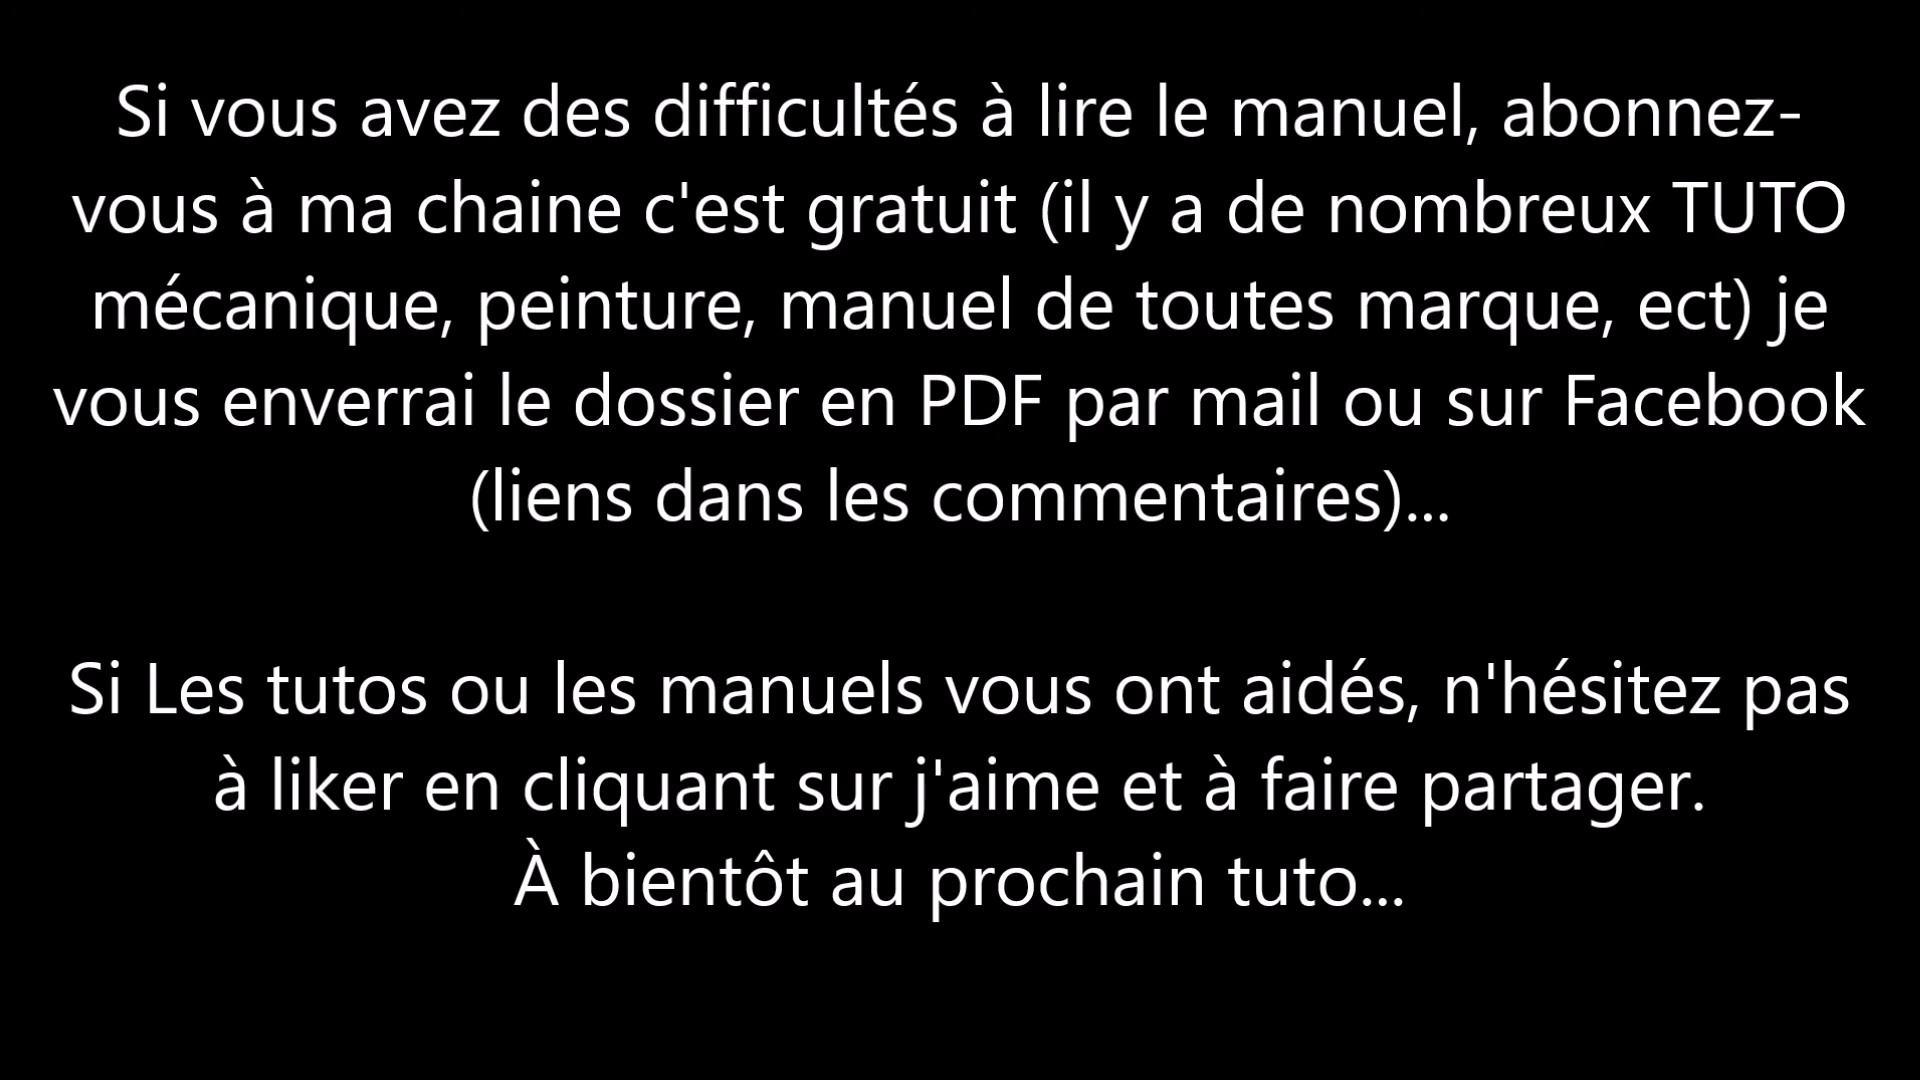 Si vous avez des difficultés à lire le manuel, abonnez-
vous à ma chaine c'est gratuit (il y a de nombreux TUTO
mécanique, peinture, manuel de toutes marque, ect) je
vous enverrai le dossier en PDF par mail ou sur Facebook
(liens dans les commentaires)...
Si Les tutos ou les manuels vous ont aidés, n'hésitez pas
à liker en cliquant sur j'aime et à faire partager.
À bientôt au prochain tuto...